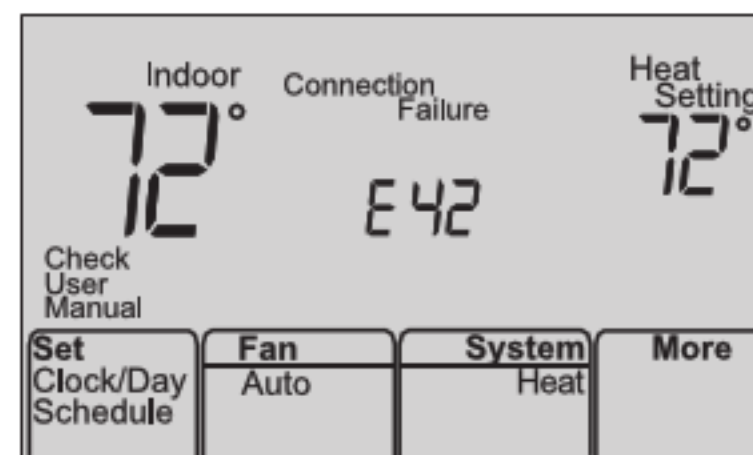 Indoor
Connection
Failure
Heat
Setting
72°
72°
E42
Check
User
Manual
Set
Clock/Day
Schedule
Fan
Auto
System
Heat
More